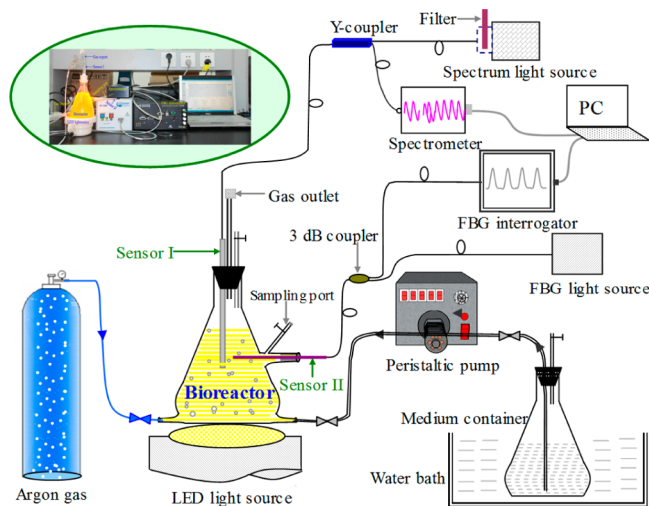 Filter
Y-coupler
Spectrum light source
PC
Spectrometer
Gas outlet
FBG interrogator
3 dB coupler
Sensor I
FBG light source
Sampling port
Sensor II
Peristaltic pump
Bioreactor
Medium container
Water bath
Argon gas
LED light source